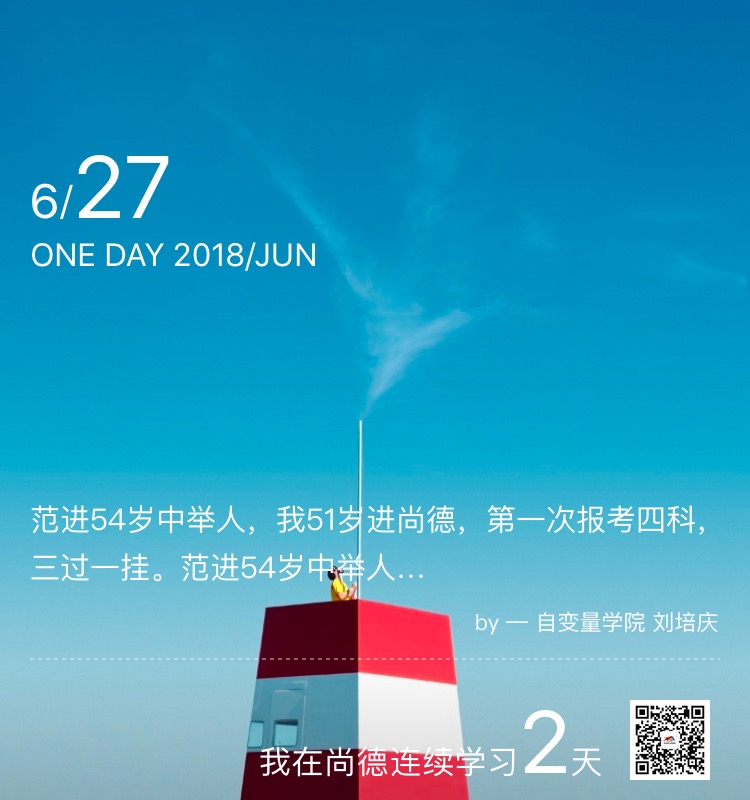 6/27
ONE DAY 2018/JUN
范进54岁中举人，我51岁进尚德，第一次报考四科，
三过一挂。范进54岁中举人...
by — 自变量学院 刘培庆
我在尚德连续学习2天